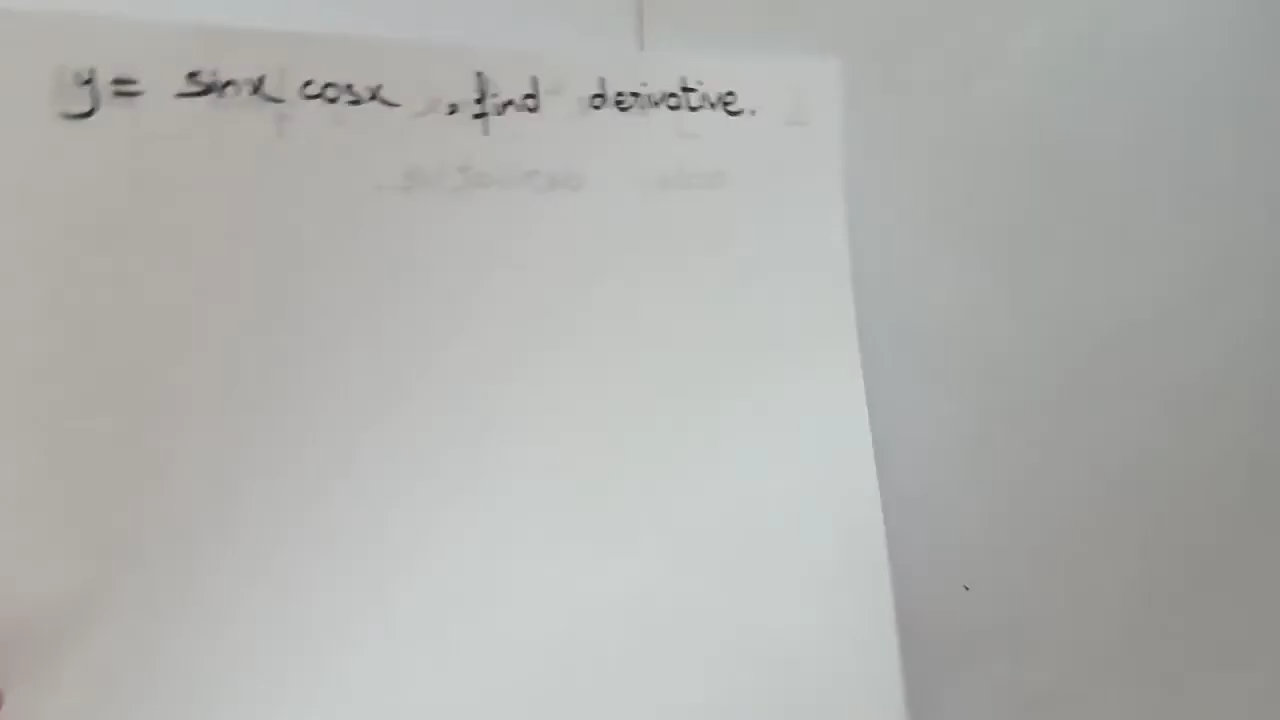 y = sinx cosx , find derivative.